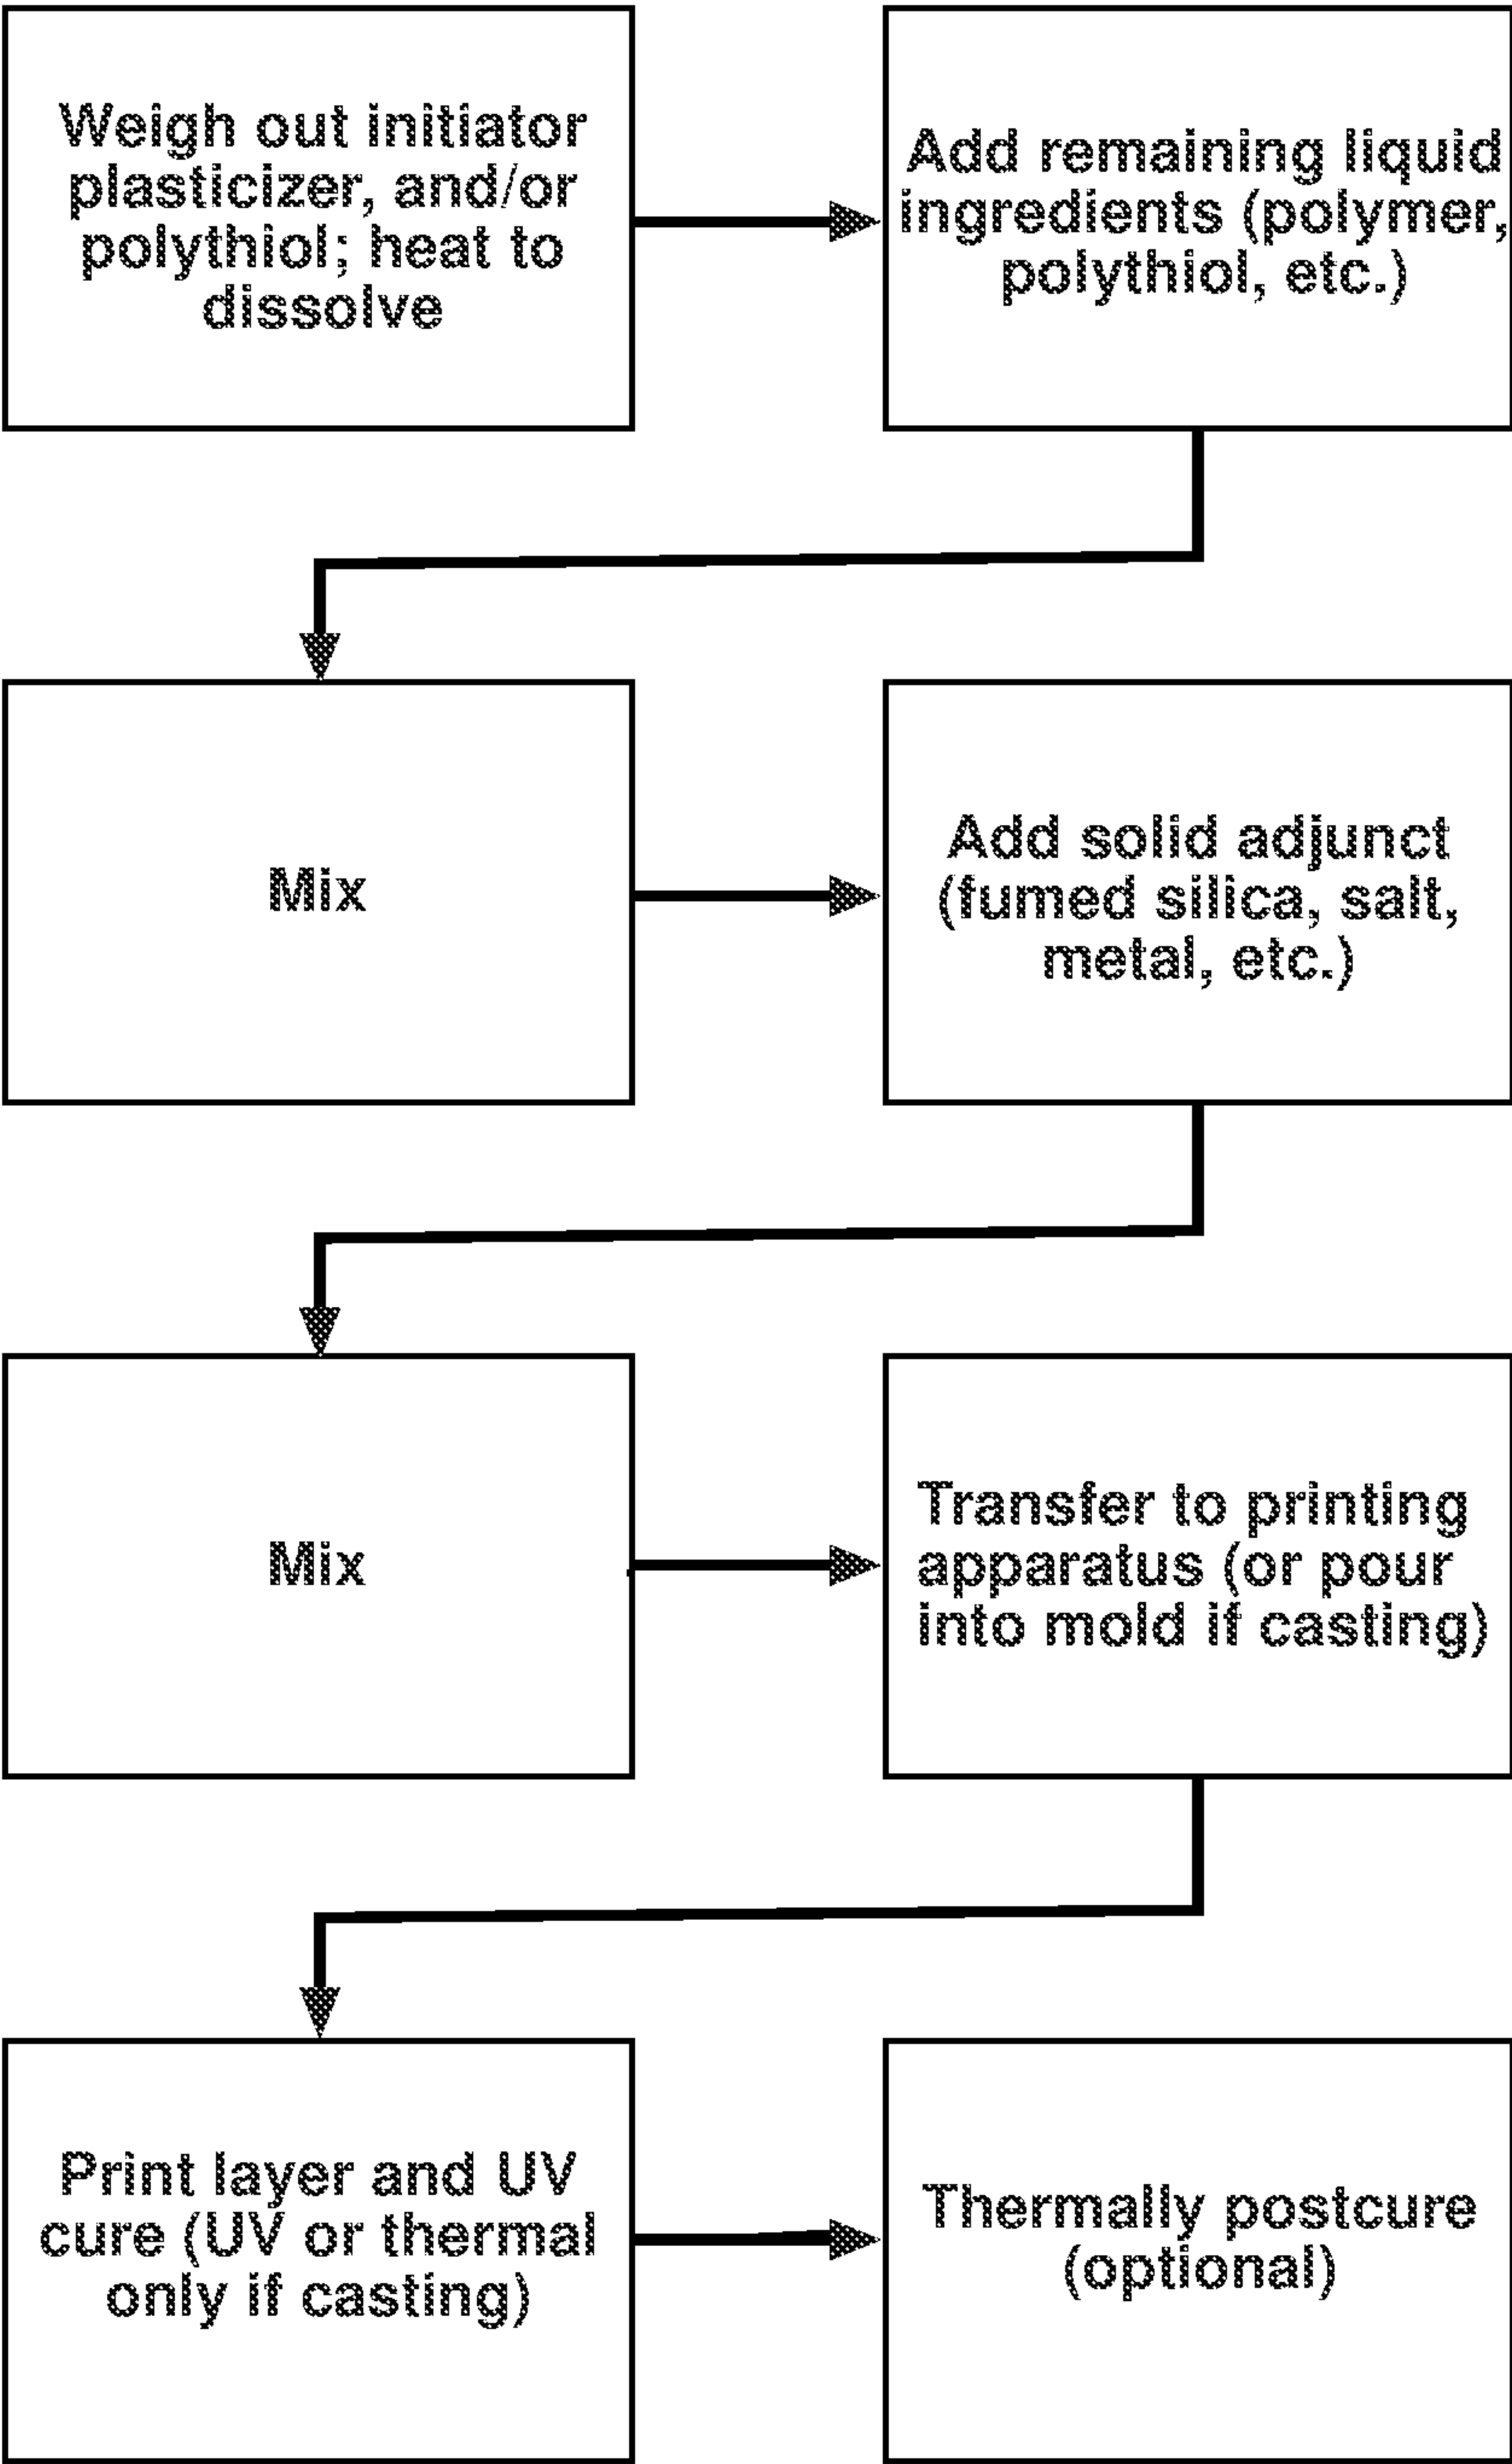 Weigh out initiator
plasticizer, and/or
polythiol; heat to
dissolve
Add remaining liquid
ingredients (polymer,
polythiol, etc.)
Mix
Add solid adjunct
(fumed silica, salt,
metal, etc.)
Mix
Transfer to printing
apparatus (or pour
into mold if casting)
Print layer and UV
cure (UV or thermal
only if casting)
Thermally postcure
(optional)